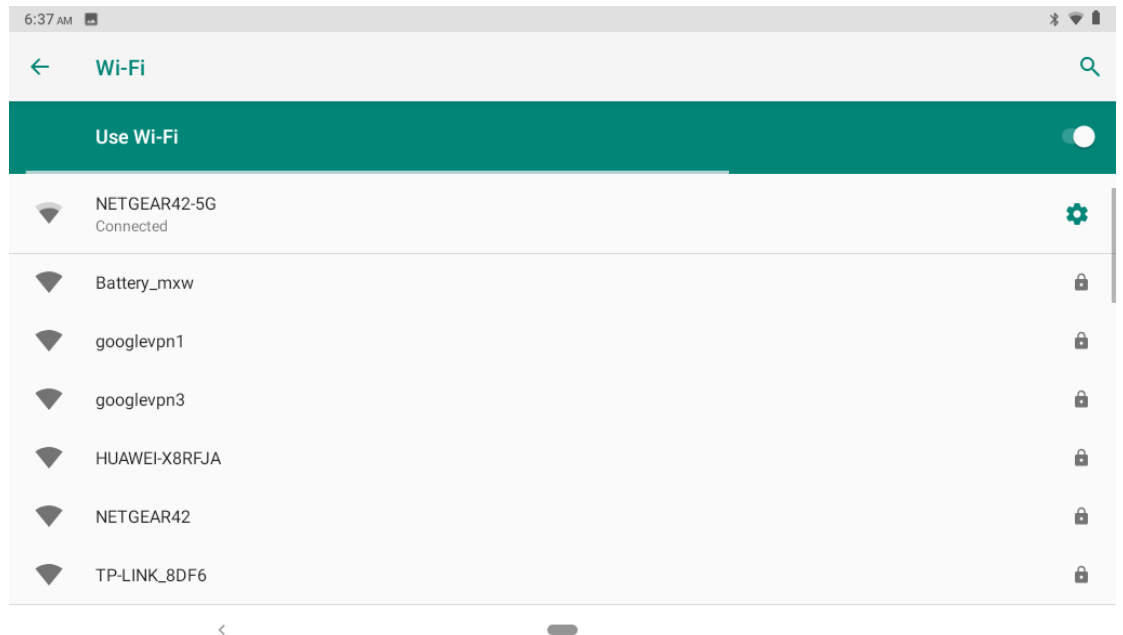 6:37 AM
Wi-Fi
Use Wi-Fi
NETGEAR42-5G
Connected
Battery_mxw
googlevpn1
googlevpn3
HUAWEI-X8RFJA
NETGEAR42
TP-LINK_8DF6